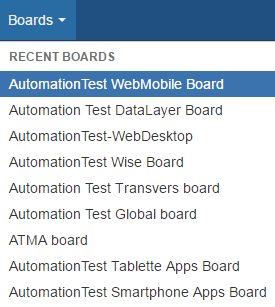 Boards
RECENT BOARDS
AutomationTest WebMobile Board
Automation Test DataLayer Board
AutomationTest-WebDesktop
AutomationTest Wise Board
Automation Test Transvers board
Automation Test Global board
ATMA board
AutomationTest Tablette Apps Board
AutomationTest Smartphone Apps Board